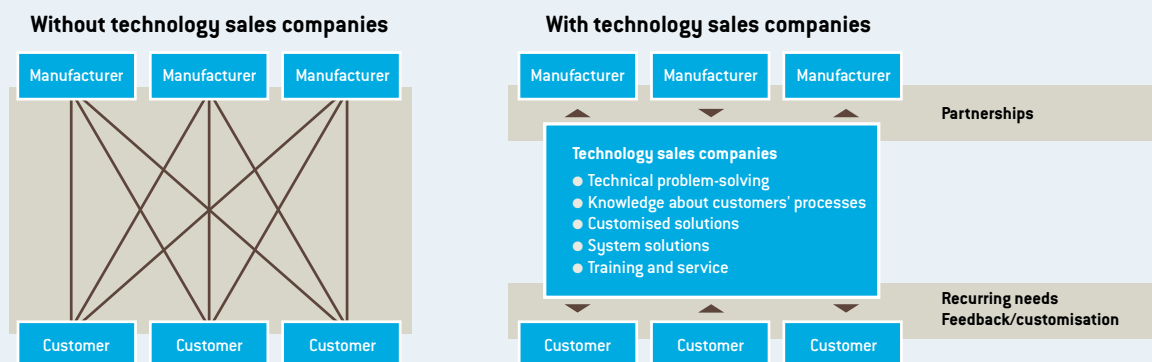 Without technology sales companies
Manufacturer
Manufacturer
Manufacturer
Customer
Customer
Customer
With technology sales companies
Manufacturer
Manufacturer
Manufacturer
Partnerships
Technology sales companies
● Technical problem-solving
● Knowledge about customers' processes
● Customised solutions
● System solutions
● Training and service
Recurring needs
Feedback/customisation
Customer
Customer
Customer